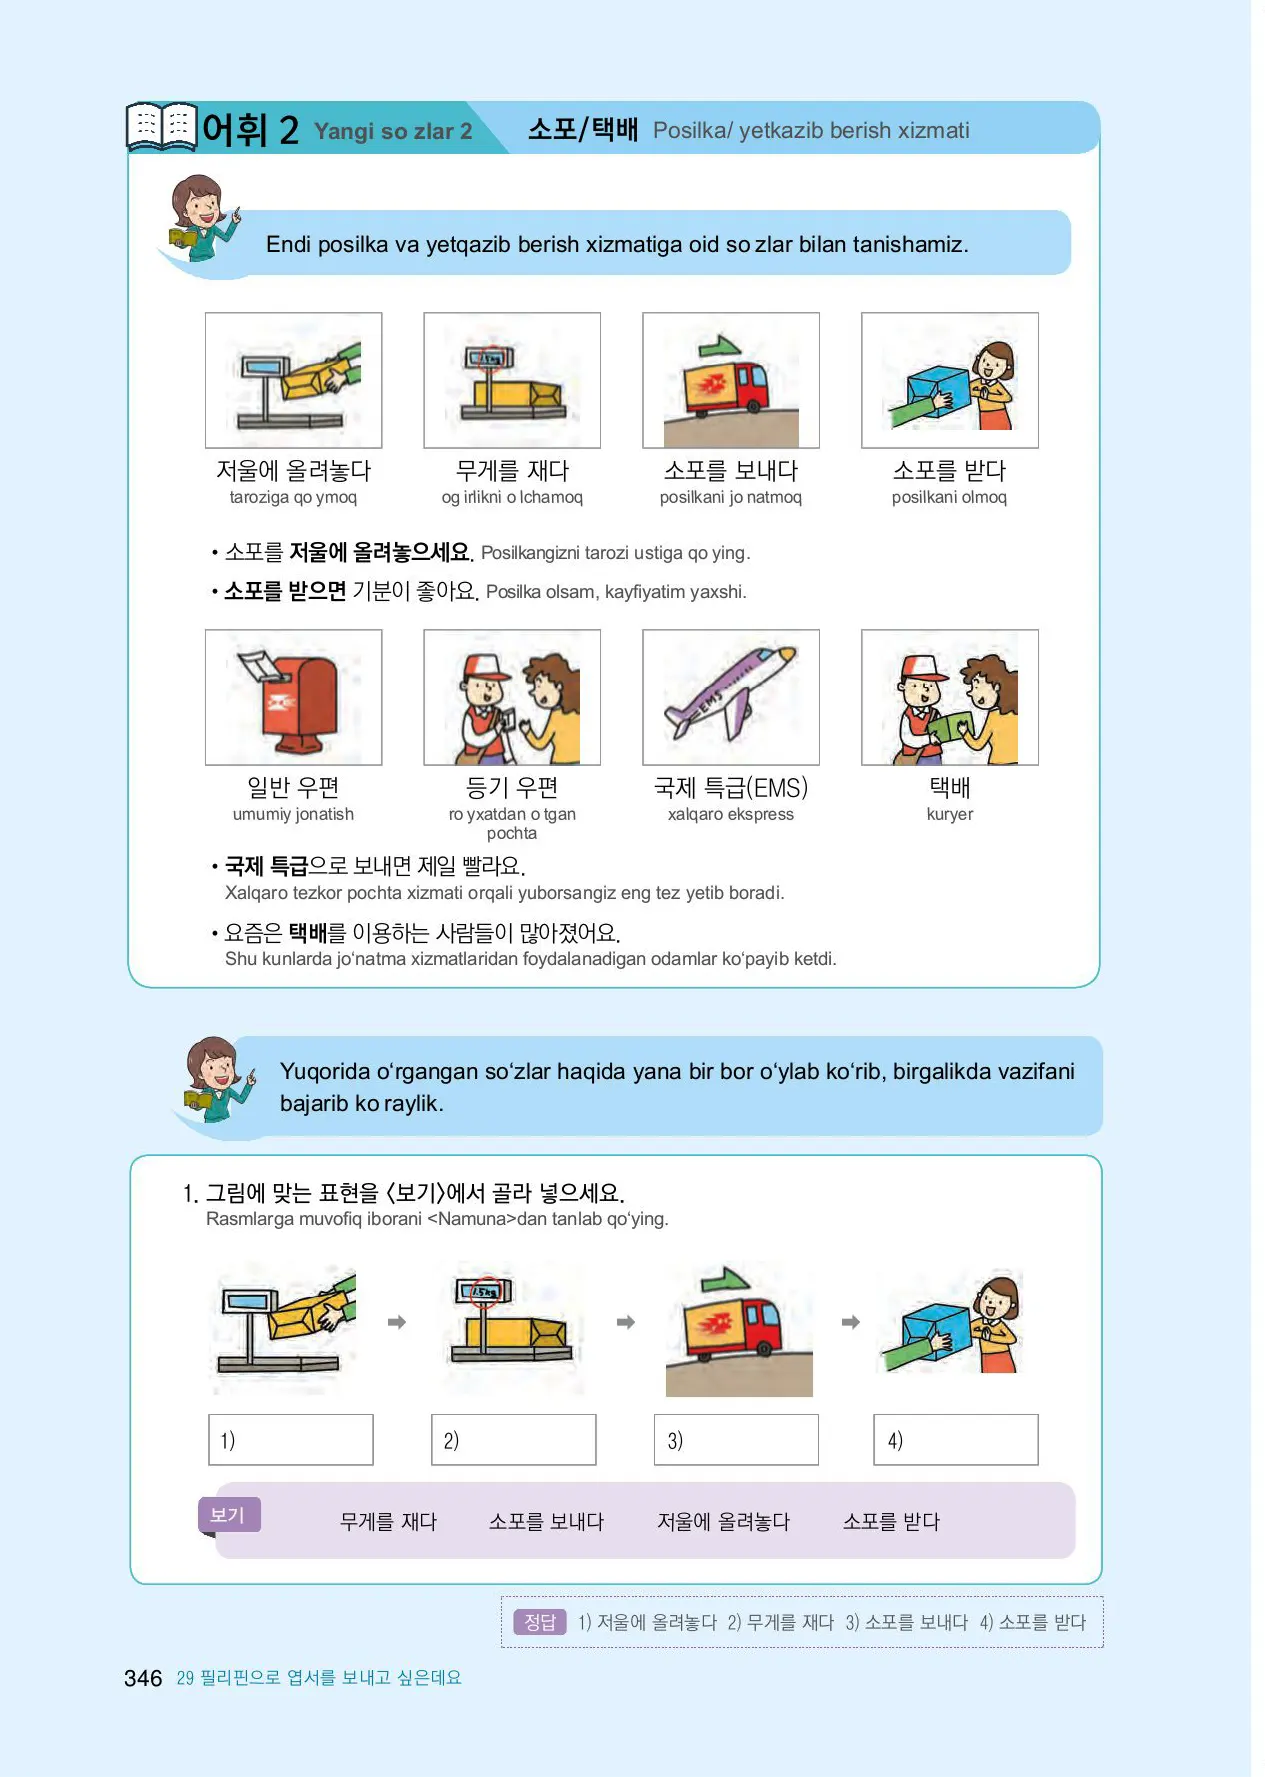 어휘 2 Yangi so zlar 2 소포/택배 Posilka/ yetkazib berish xizmati
Endi posilka va yetqazib berish xizmatiga oid so zlar bilan tanishamiz.
저울에 올려놓다 무게를 재다 소포를 보내다 소포를 받다
taroziga qo ymoq og irlikni o lchamoq posilkani jo natmoq posilkani olmoq
• 소포를 저울에 올려놓으세요. Posilkangizni tarozi ustiga qo ying.
• 소포를 받으면 기분이 좋아요. Posilka olsam, kayfiyatim yaxshi.
EMS
일반 우편 등기 우편 국제 특급(EMS) 택배
umumiy jonatish ro yxatdan o tgan xalqaro ekspress kuryer
pochta
• 국제 특급으로 보내면 제일 빨라요.
Xalqaro tezkor pochta xizmati orqali yuborsangiz eng tez yetib boradi.
• 요즘은 택배를 이용하는 사람들이 많아졌어요.
Shu kunlarda jo‘natma xizmatlaridan foydalanadigan odamlar ko‘payib ketdi.
Yuqorida o‘rgangan so‘zlar haqida yana bir bor o‘ylab ko‘rib, birgalikda vazifani
bajarib ko raylik.
1. 그림에 맞는 표현을 <보기>에서 골라 넣으세요.
Rasmlarga muvofiq iborani <Namuna>dan tanlab qo‘ying.
1.5kg
1) 2) 3) 4)
보기 무게를 재다 소포를 보내다 저울에 올려놓다 소포를 받다
정답 1) 저울에 올려놓다 2) 무게를 재다 3) 소포를 보내다 4) 소포를 받다
346 29 필리핀으로 엽서를 보내고 싶은데요